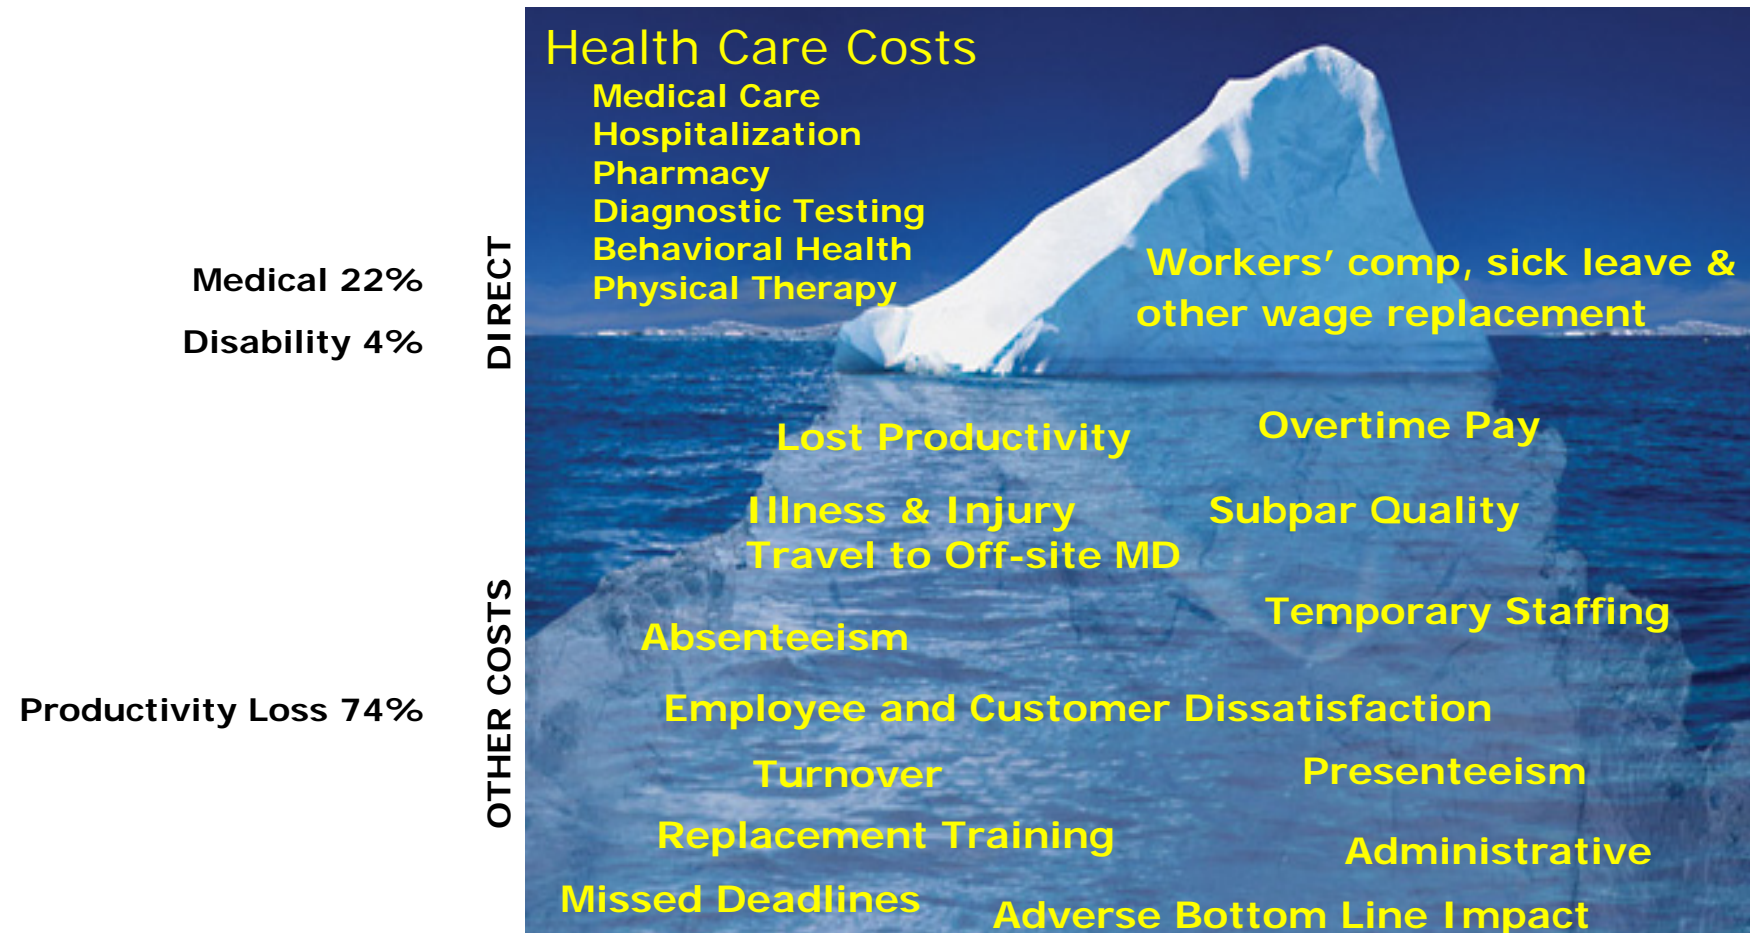 Health Care Costs
Medical Care
Hospitalization
Pharmacy
Diagnostic Testing
Behavioral Health
Physical Therapy
Workers’ comp, sick leave &
other wage replacement
Medical 22%
Disability 4%
DIRECT
Lost Productivity
Overtime Pay
Illness & Injury
Subpar Quality
Travel to Off-site MD
Temporary Staffing
Absenteeism
OTHER COSTS
Productivity Loss 74%
Employee and Customer Dissatisfaction
Turnover
Presenteeism
Replacement Training
Administrative
Missed Deadlines
Adverse Bottom Line Impact